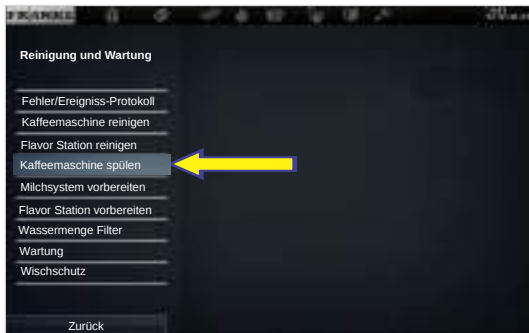 FRANKE
Reinigung und Wartung
Fehler/Ereigniss-Protokoll
Kaffeemaschine reinigen
Flavor Station reinigen
Kaffeemaschine spülen
Milchsystem vorbereiten
Flavor Station vorbereiten
Wassermenge Filter
Wartung
Wischschutz
Zurück